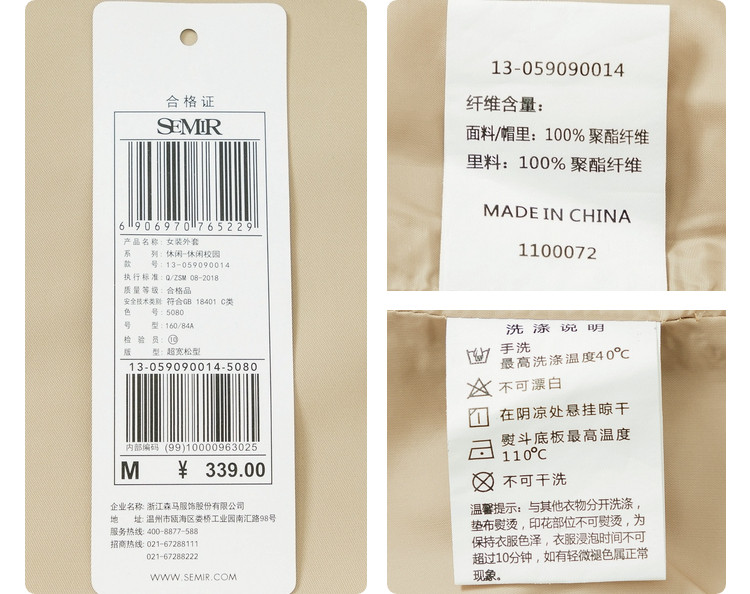 合格证
SEMIR
6 906970 765229
产品名称：女装外套
系 列：休闲-休闲校园
款 号：13-059090014
执行标准：Q/ZSM 08-2018
质量等级：合格品
安全技术类别：符合GB 18401 C类
色 号：5080
号 型：160/84A
检 验 员：⑩
版 型：超宽松型
13-059090014-5080
内部编码 (99)10000963025
M ¥ 339.00
企业名称：浙江森马服饰股份有限公司
地 址：温州市瓯海区娄桥工业园南汇路98号
服务热线：400-8877-588
招商热线：021-67288111
021-67288222
WWW.SEMIR.COM
13-059090014
纤维含量：
面料/帽里：100% 聚酯纤维
里料：100% 聚酯纤维
MADE IN CHINA
1100072
洗涤说明
手洗
最高洗涤温度40℃
不可漂白
在阴凉处悬挂晾干
熨斗底板最高温度
110℃
不可干洗
温馨提示：与其他衣物分开洗涤，
垫布熨烫，印花部位不可熨烫，为
保持衣服色泽，衣服浸泡时间不可
超过10分钟，如有轻微褪色属正常
现象。